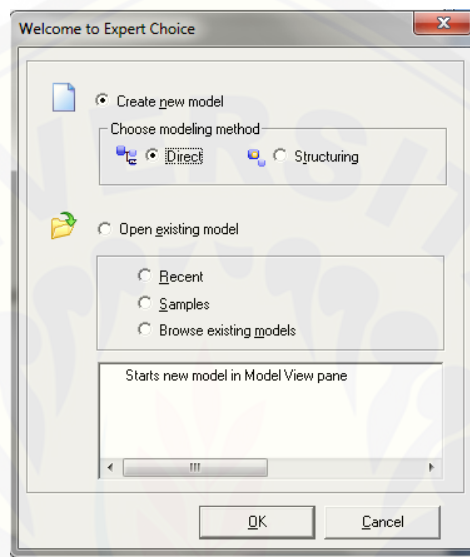 Welcome to Expert Choice
Create new model
Choose modeling method
Direct
Structuring
Open existing model
Recent
Samples
Browse existing models
Starts new model in Model View pane
OK
Cancel